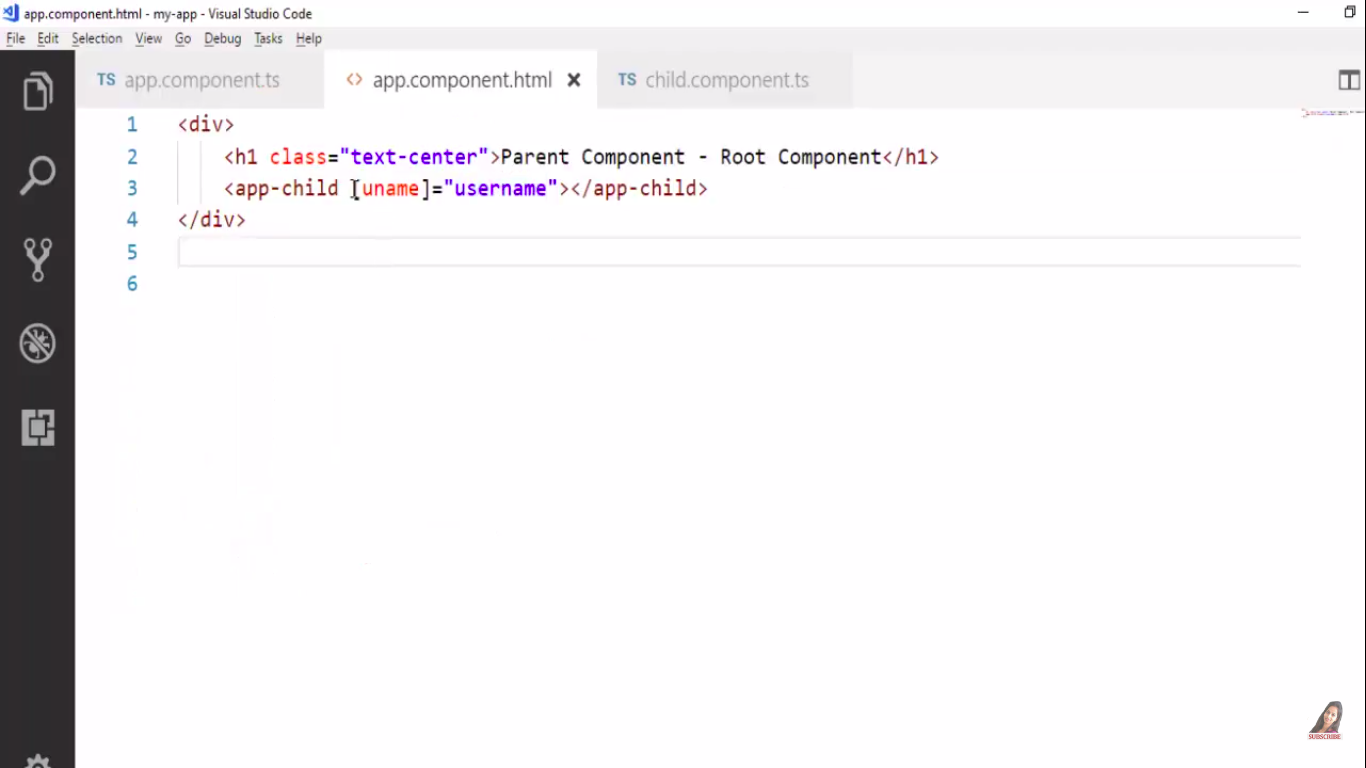 app.component.html - my-app - Visual Studio Code
File Edit Selection View Go Debug Tasks Help
TS app.component.ts <> app.component.html × TS child.component.ts
1 <div>
2 <h1 class="text-center">Parent Component - Root Component</h1>
3 <app-child [uname]="username"></app-child>
4 </div>
5
6
SUBSCRIBE